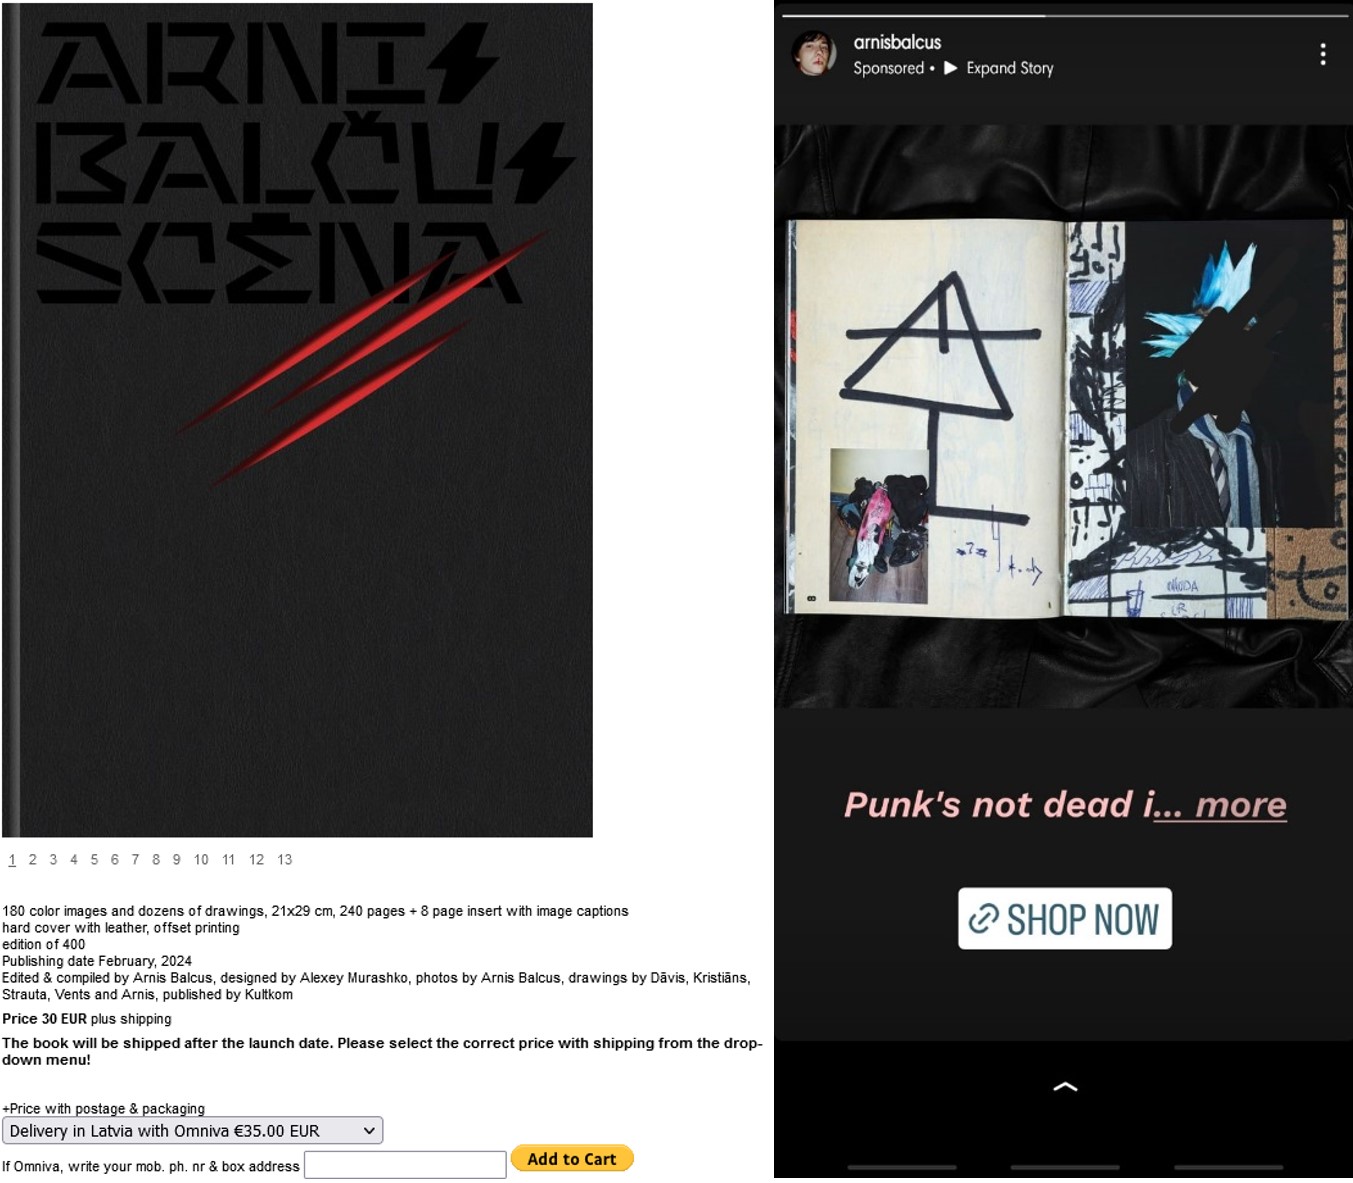 ARNIS
BALČUS
SCĒNA
1 2 3 4 5 6 7 8 9 10 11 12 13
180 color images and dozens of drawings, 21x29 cm, 240 pages + 8 page insert with image captions
hard cover with leather, offset printing
edition of 400
Publishing date February, 2024
Edited & compiled by Arnis Balcus, designed by Alexey Murashko, photos by Arnis Balcus, drawings by Dāvis, Kristiāns,
Strauta, Vents and Arnis, published by Kultkom
Price 30 EUR plus shipping
The book will be shipped after the launch date. Please select the correct price with shipping from the drop-
down menu!
+Price with postage & packaging
Delivery in Latvia with Omniva €35.00 EUR
If Omniva, write your mob. ph. nr & box address
Add to Cart
arnisbalcus
Sponsored • Expand Story
8
IR
Punk's not dead i... more
SHOP NOW